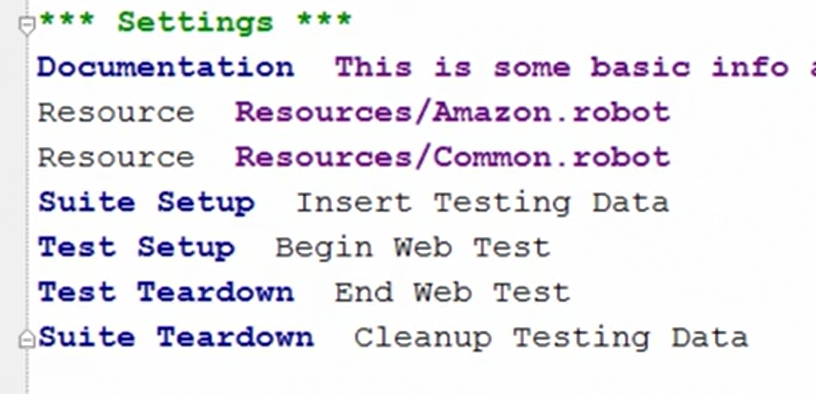 *** Settings ***
Documentation  This is some basic info
Resource  Resources/Amazon.robot
Resource  Resources/Common.robot
Suite Setup  Insert Testing Data
Test Setup  Begin Web Test
Test Teardown  End Web Test
Suite Teardown  Cleanup Testing Data